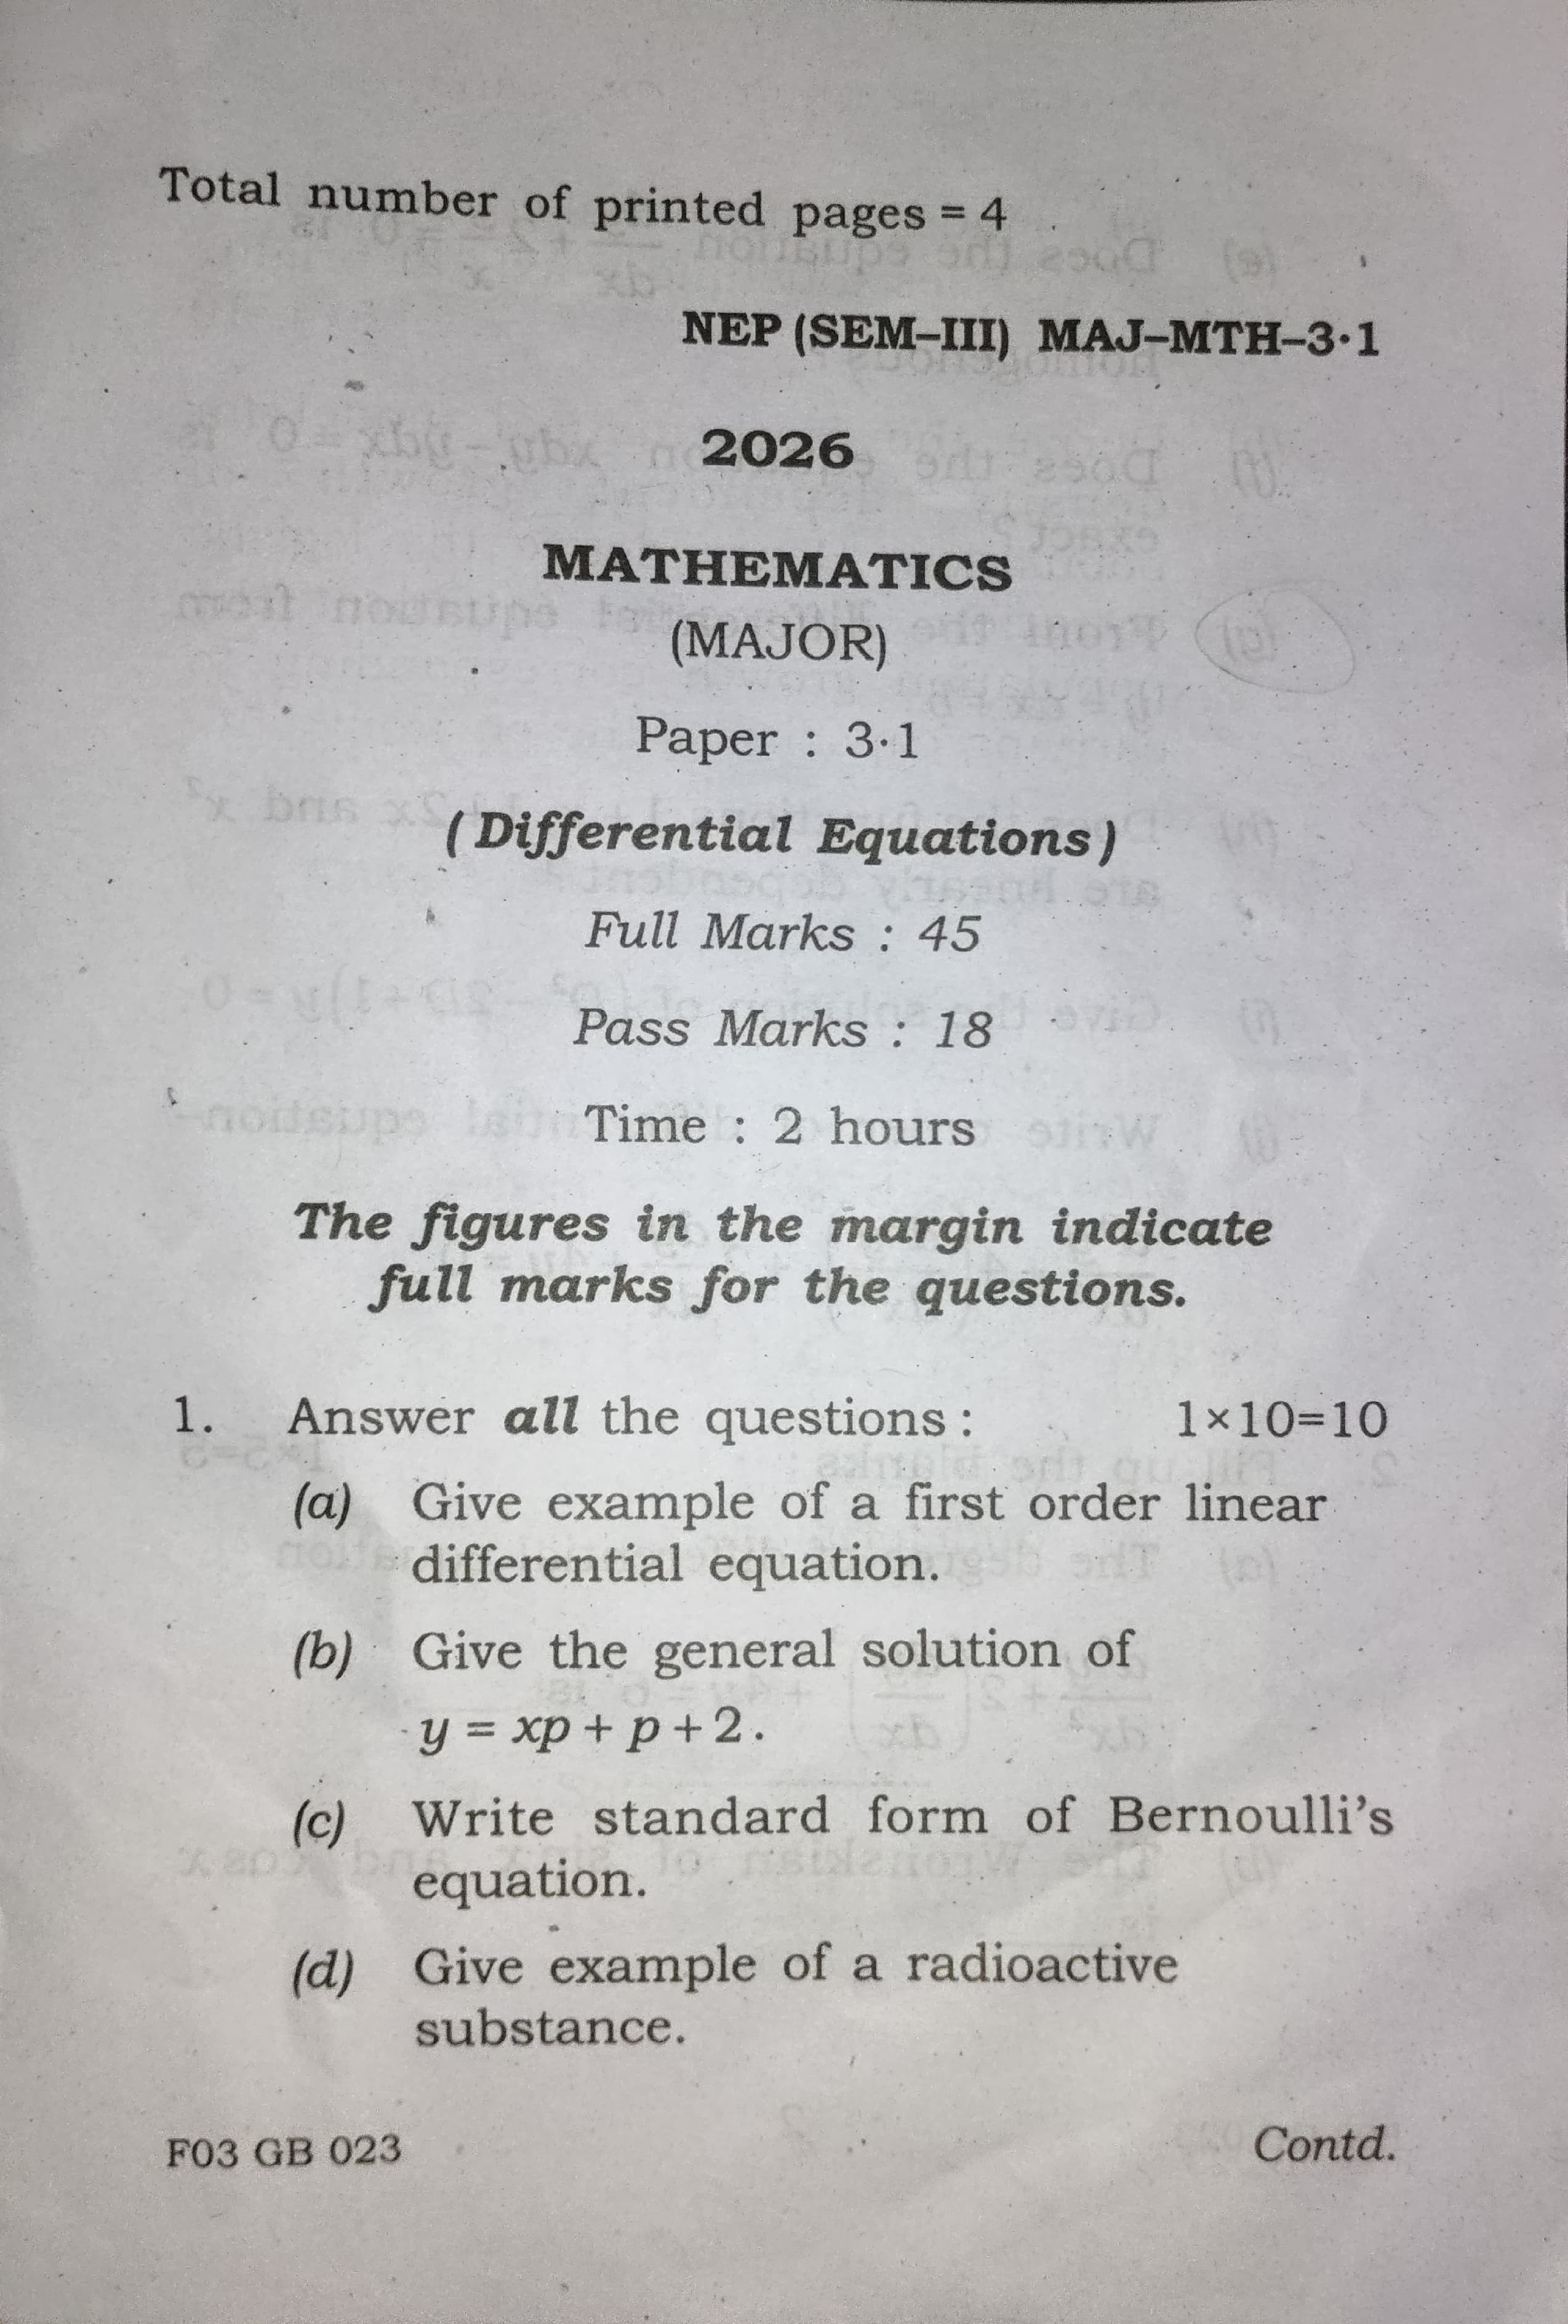 Total number of printed pages = 4
NEP (SEM–III) MAJ–MTH–3·1
2026
MATHEMATICS
(MAJOR)
Paper : 3·1
( Differential Equations )
Full Marks : 45
Pass Marks : 18
Time : 2 hours
The figures in the margin indicate
full marks for the questions.
1. Answer all the questions : 1×10=10
(a) Give example of a first order linear
differential equation.
(b) Give the general solution of
y = xp + p + 2.
(c) Write standard form of Bernoulli’s
equation.
(d) Give example of a radioactive
substance.
F03 GB 023 Contd.